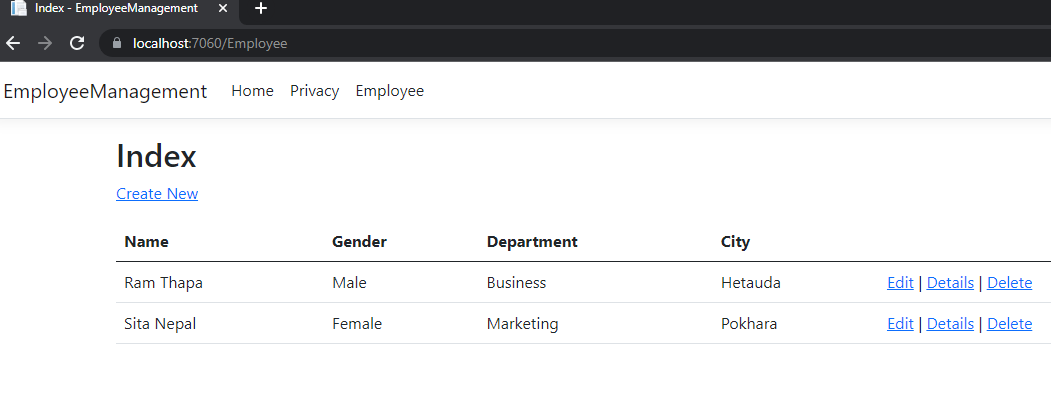 Index - EmployeeManagement
localhost:7060/Employee
EmployeeManagement Home Privacy Employee
Index
Create New
Name Gender Department City
Ram Thapa Male Business Hetauda Edit | Details | Delete
Sita Nepal Female Marketing Pokhara Edit | Details | Delete